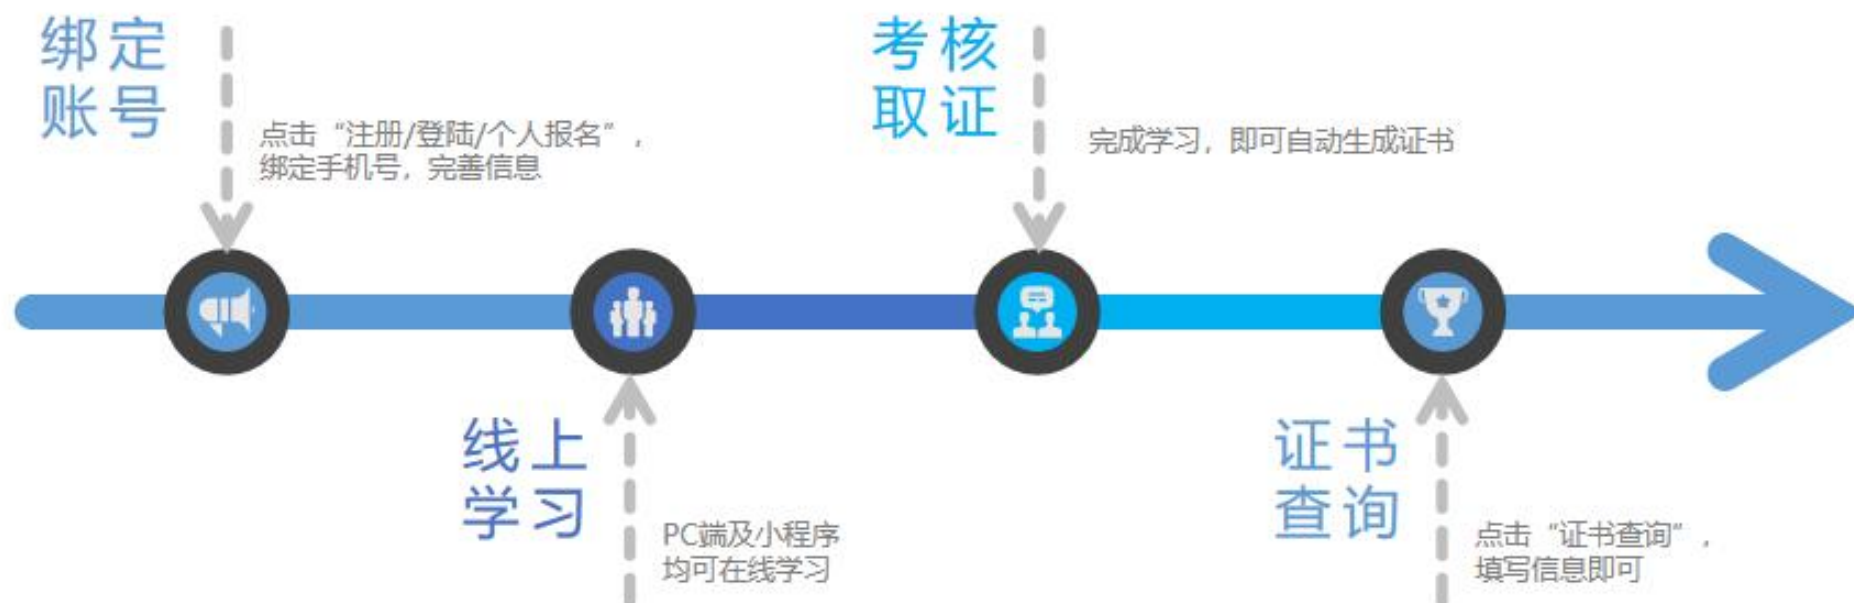 绑定
账号
点击“注册/登陆/个人报名”，
绑定手机号，完善信息
线上
学习
PC端及小程序
均可在线学习
考核
取证
完成学习，即可自动生成证书
证书
查询
点击“证书查询”，
填写信息即可